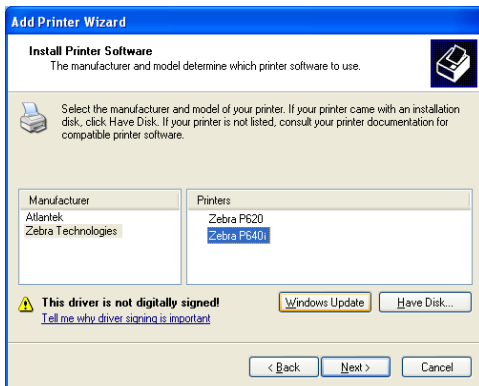 Add Printer Wizard
Install Printer Software
The manufacturer and model determine which printer software to use.
Select the manufacturer and model of your printer. If your printer came with an installation
disk, click Have Disk. If your printer is not listed, consult your printer documentation for
compatible printer software.
Manufacturer
Atlantek
Zebra Technologies
Printers
Zebra P620
Zebra P640i
This driver is not digitally signed!
Tell me why driver signing is important
Windows Update
Have Disk...
< Back
Next >
Cancel